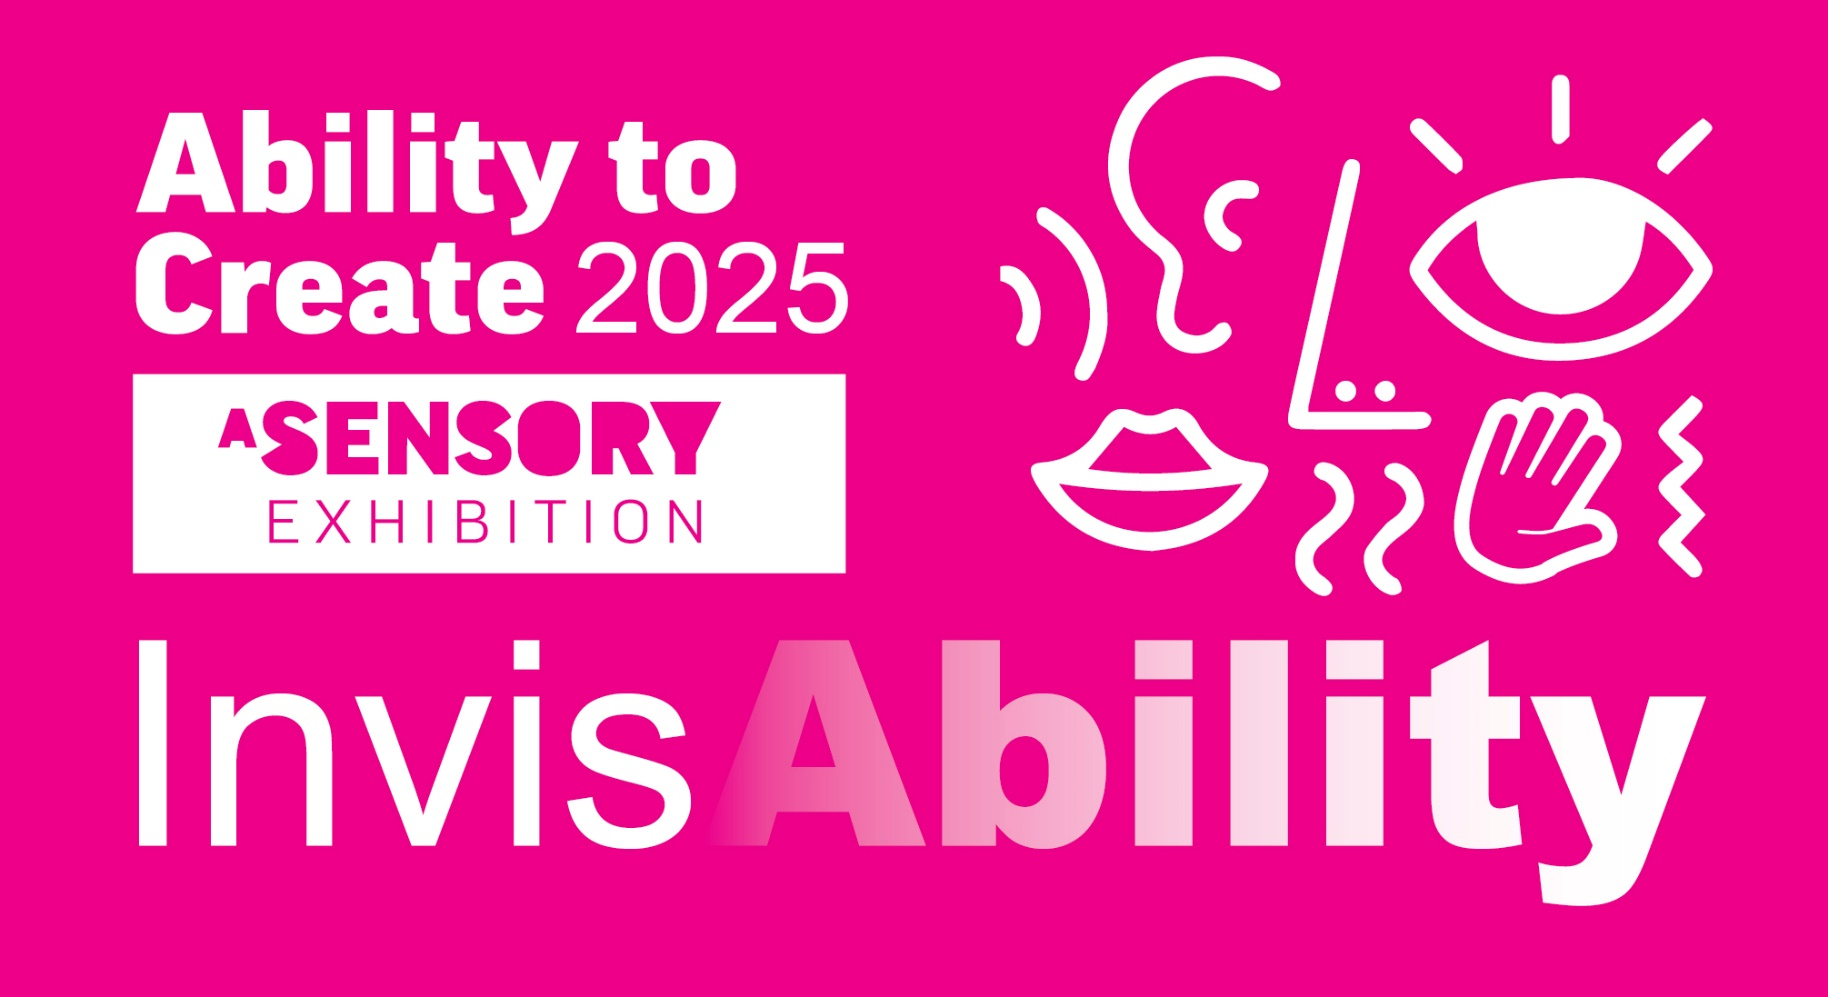 Ability to
Create 2025
A SENSORY
EXHIBITION
InvisAbility